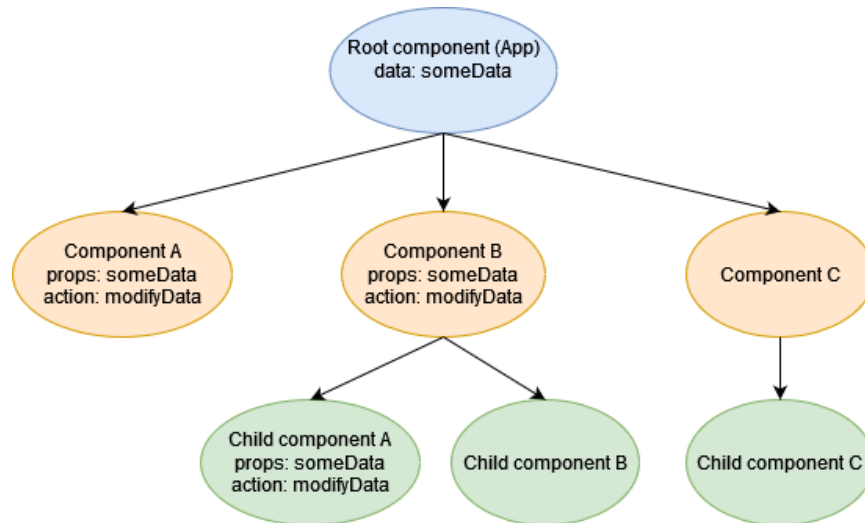 Root component (App)
data: someData
Component A
props: someData
action: modifyData
Component B
props: someData
action: modifyData
Component C
Child component A
props: someData
action: modifyData
Child component B
Child component C